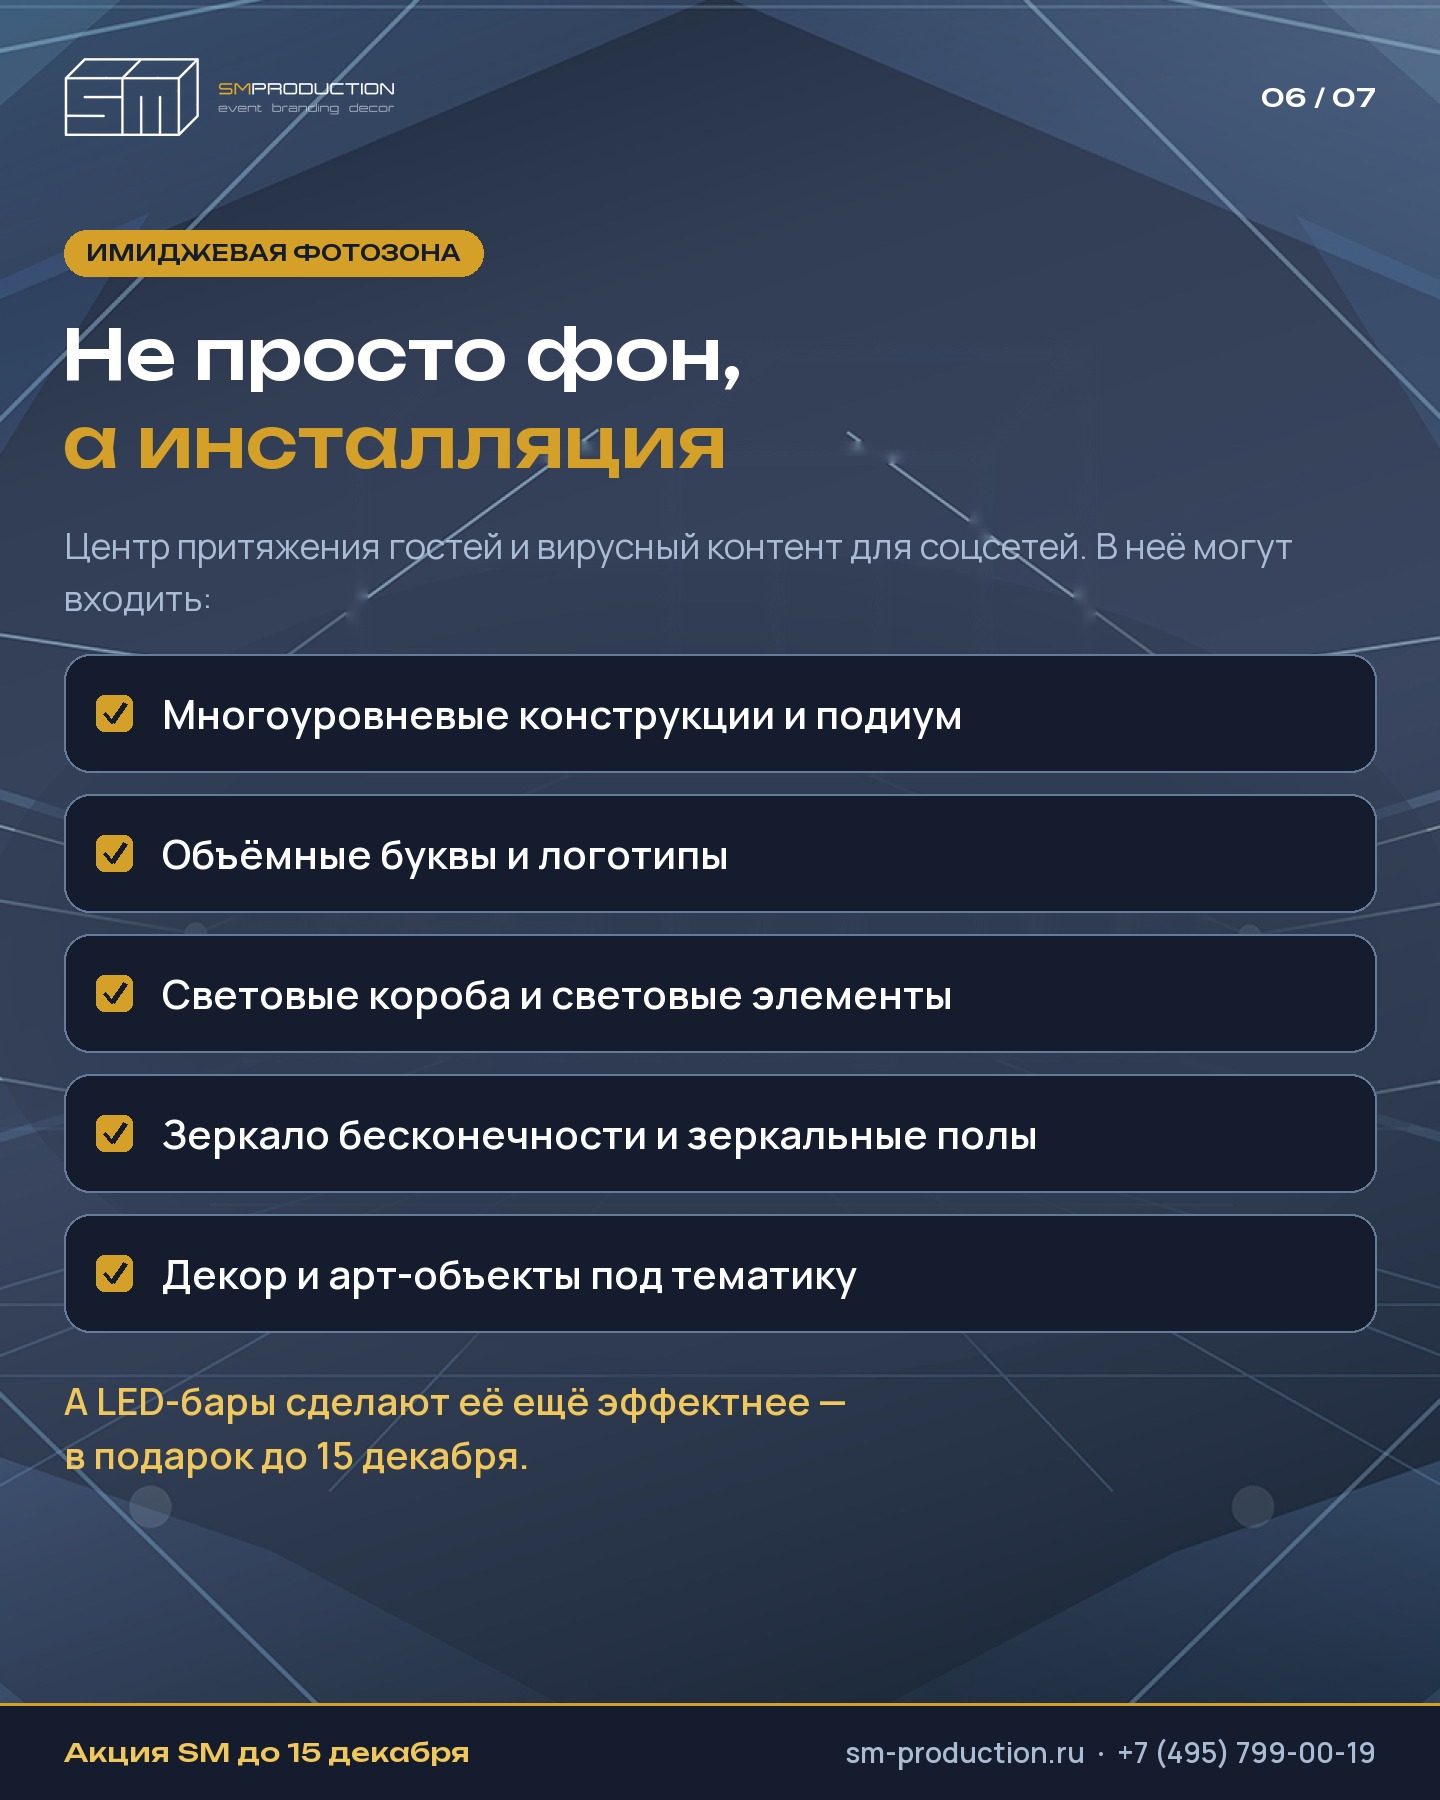 SM
SMPRODUCTION
event branding decor
06 / 07
ИМИДЖЕВАЯ ФОТОЗОНА
Не просто фон,
а инсталляция
Центр притяжения гостей и вирусный контент для соцсетей. В неё могут
входить:
Многоуровневые конструкции и подиум
Объёмные буквы и логотипы
Световые короба и световые элементы
Зеркало бесконечности и зеркальные полы
Декор и арт-объекты под тематику
А LED-бары сделают её ещё эффектнее —
в подарок до 15 декабря.
Акция SM до 15 декабря
sm-production.ru · +7 (495) 799-00-19